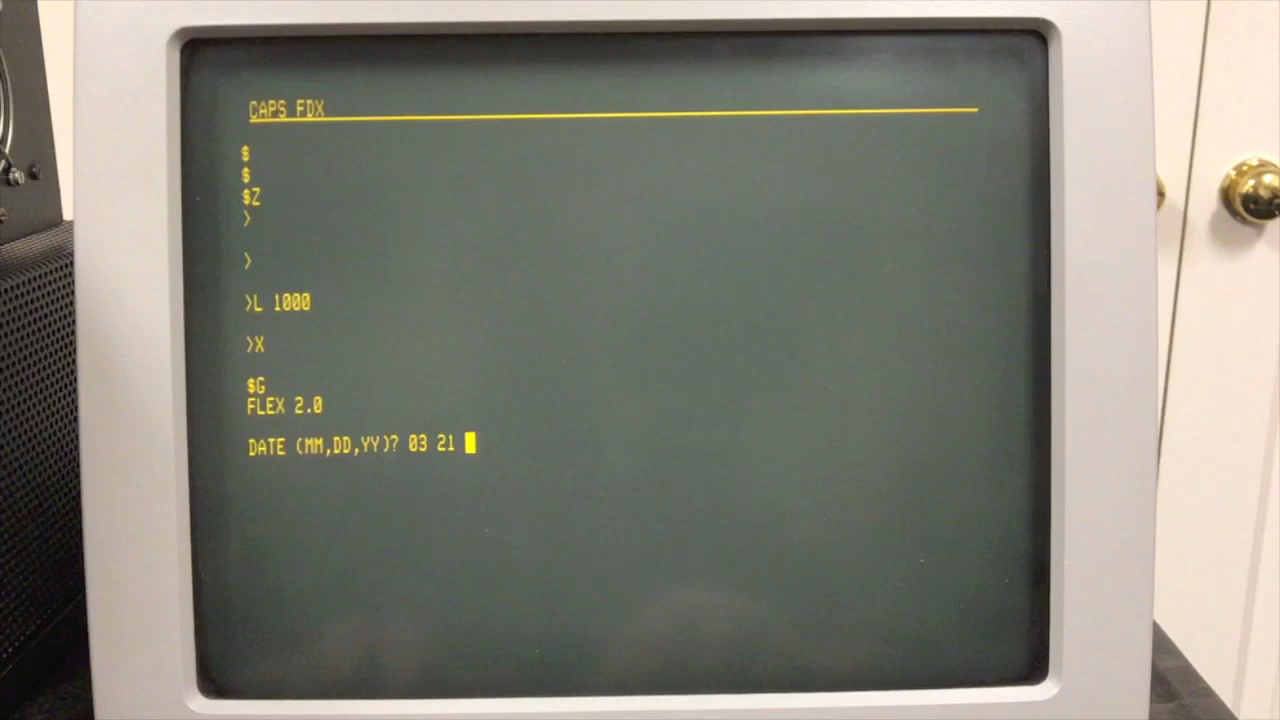 CAPS FDX
$
$
$Z
>
>
>L 1000
>X
$G
FLEX 2.0
DATE (MM,DD,YY)? 03 21